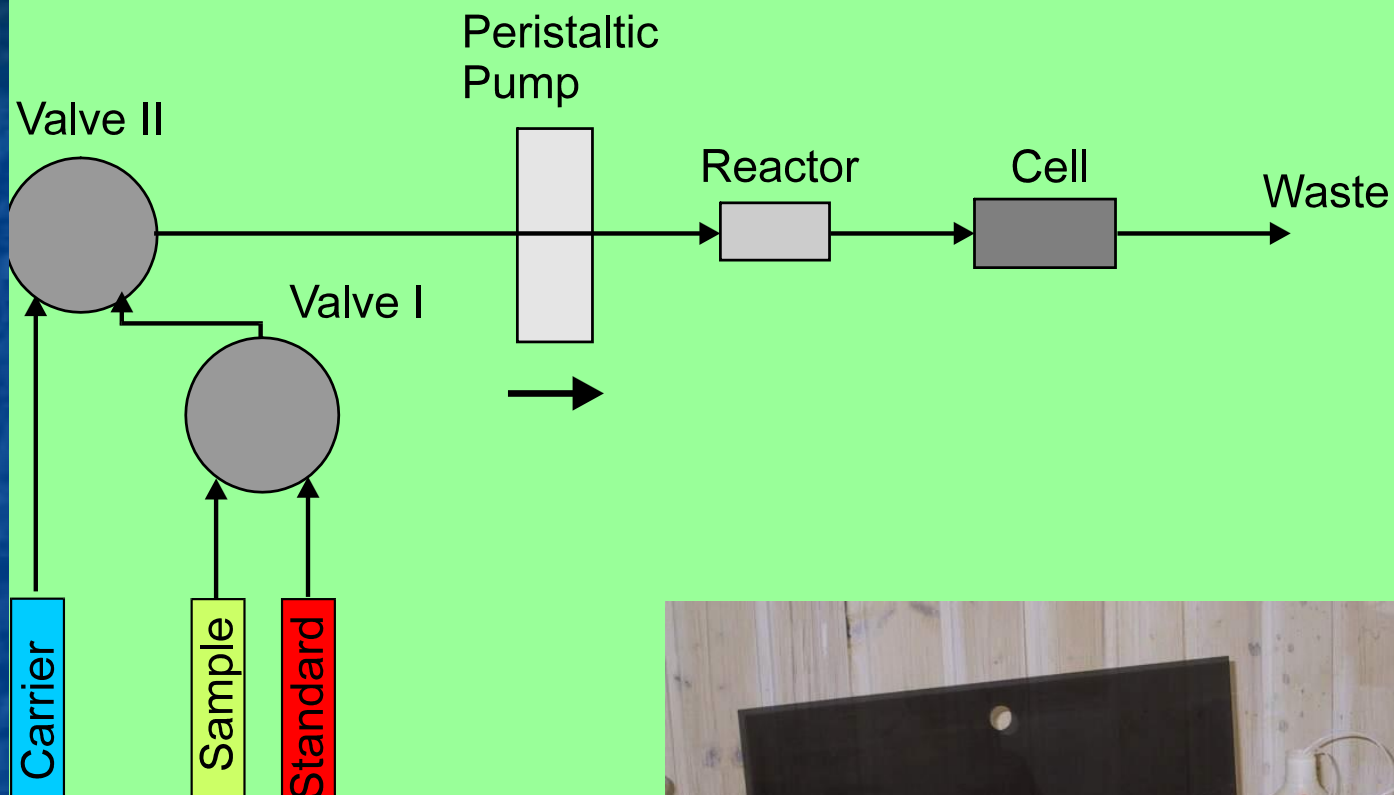 Peristaltic
Pump
Valve II
Reactor
Cell
Waste
Valve I
Carrier
Sample
Standard